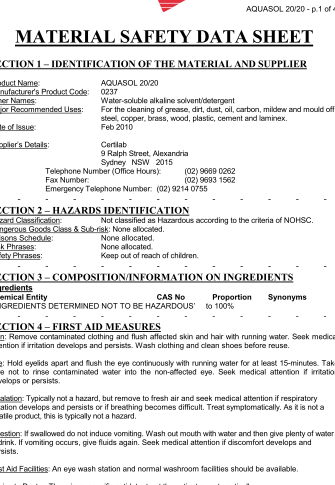 AQUASOL 20/20 - p.1 of 4
MATERIAL SAFETY DATA SHEET
ECTION 1 – IDENTIFICATION OF THE MATERIAL AND SUPPLIER
oduct Name: AQUASOL 20/20
anufacturer's Product Code: 0237
her Names: Water-soluble alkaline solvent/detergent
ajor Recommended Uses: For the cleaning of grease, dirt, dust, oil, carbon, mildew and mould off
steel, copper, brass, wood, plastic, cement and laminex.
te of Issue: Feb 2010
pplier's Details: Certilab
9 Ralph Street, Alexandria
Sydney NSW 2015
Telephone Number (Office Hours): (02) 9669 0262
Fax Number: (02) 9693 1562
Emergency Telephone Number: (02) 9214 0755
ECTION 2 – HAZARDS IDENTIFICATION
zard Classification: Not classified as Hazardous according to the criteria of NOHSC.
ngerous Goods Class & Sub-risk: None allocated.
isons Schedule: None allocated.
k Phrases: None allocated.
fety Phrases: Keep out of reach of children.
ECTION 3 – COMPOSITION/INFORMATION ON INGREDIENTS
gredients
emical Entity CAS No Proportion Synonyms
NGREDIENTS DETERMINED NOT TO BE HAZARDOUS' to 100%
ECTION 4 – FIRST AID MEASURES
n: Remove contaminated clothing and flush affected skin and hair with running water. Seek medica
ention if irritation develops and persists. Wash clothing and clean shoes before reuse.
e: Hold eyelids apart and flush the eye continuously with running water for at least 15-minutes. Take
re not to rinse contaminated water into the non-affected eye. Seek medical attention if irritation
velops or persists.
alation: Typically not a hazard, but remove to fresh air and seek medical attention if respiratory
tation develops and persists or if breathing becomes difficult. Treat symptomatically. As it is not a
atile product, this is typically not a hazard.
estion: If swallowed do not induce vomiting. Wash out mouth with water and then give plenty of water
drink. If vomiting occurs, give fluids again. Seek medical attention if discomfort develops and
rsists.
st Aid Facilities: An eye wash station and normal washroom facilities should be available.